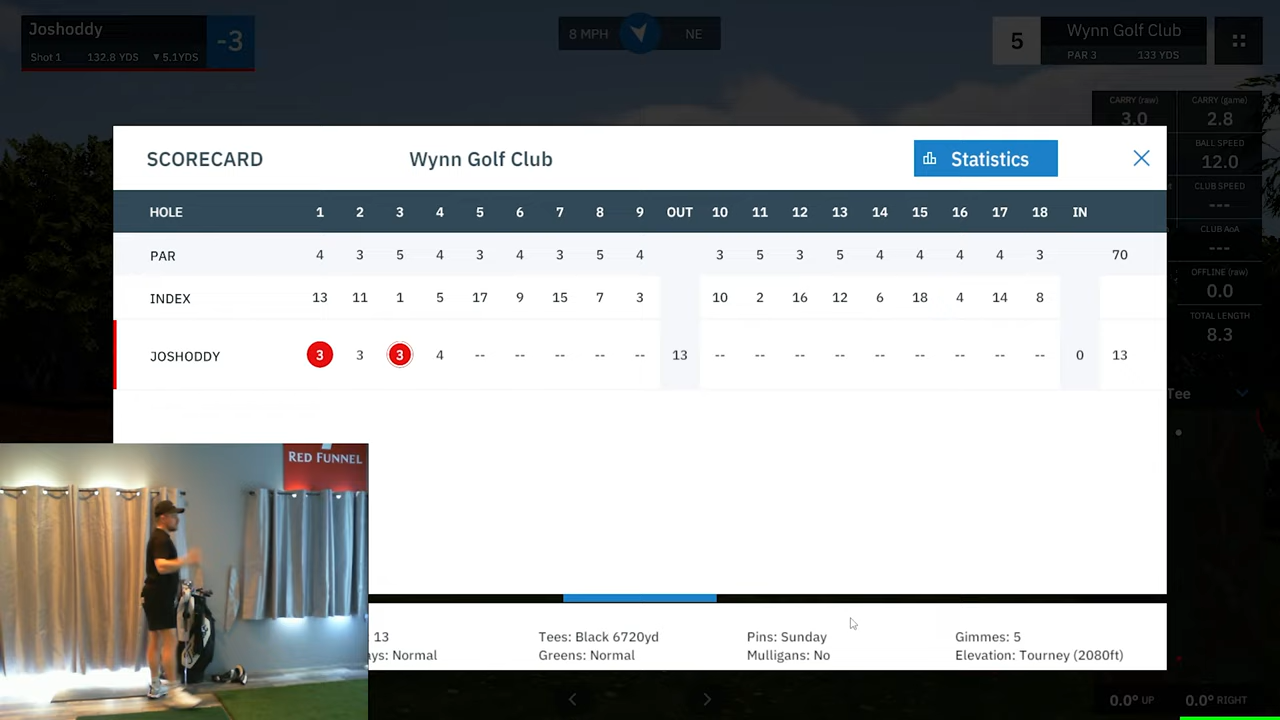 Joshoddy
-3
Shot 1 132.8 YDS ▼5.1YDS
8 MPH NE
5
Wynn Golf Club
PAR 3 133 YDS
CARRY (raw) CARRY (game)
3.0 2.8
BALL SPEED
12.0
CLUB SPEED
---
CLUB AoA
---
OFFLINE (raw)
0.0
TOTAL LENGTH
8.3
Tee
SCORECARD Wynn Golf Club Statistics
HOLE 1 2 3 4 5 6 7 8 9 OUT 10 11 12 13 14 15 16 17 18 IN
PAR 4 3 5 4 3 4 3 5 4 3 5 3 5 4 4 4 4 3 70
INDEX 13 11 1 5 17 9 15 7 3 10 2 16 12 6 18 4 14 8
JOSHODDY 3 3 3 4 -- -- -- -- -- 13 -- -- -- -- -- -- -- -- -- 0 13
RED FUNNEL
13 Tees: Black 6720yd Pins: Sunday Gimmes: 5
ays: Normal Greens: Normal Mulligans: No Elevation: Tourney (2080ft)
0.0° UP 0.0° RIGHT